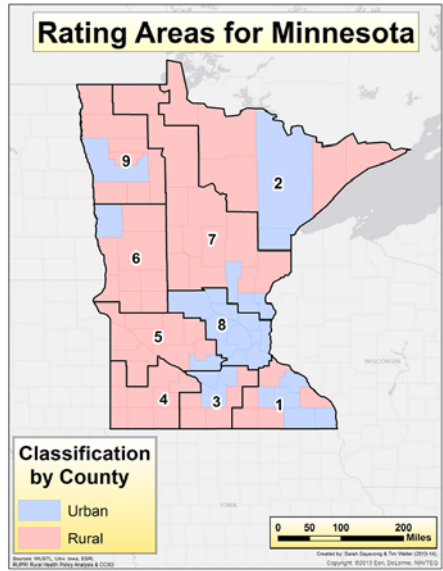 Rating Areas for Minnesota
9
2
7
6
8
5
4
3
1
WISCONSIN
IOWA
Classification
by County
Urban
Rural
0 50 100 200
Miles
Sources: WUSTL, Univ. Iowa, ESRI,
RUPRI Rural Health Policy Analysis & CCIIO
Created by: Sarah Sayavong & Tim Waller (2013-14).
Copyright: ©2013 Esri, DeLorme, NAVTEQ